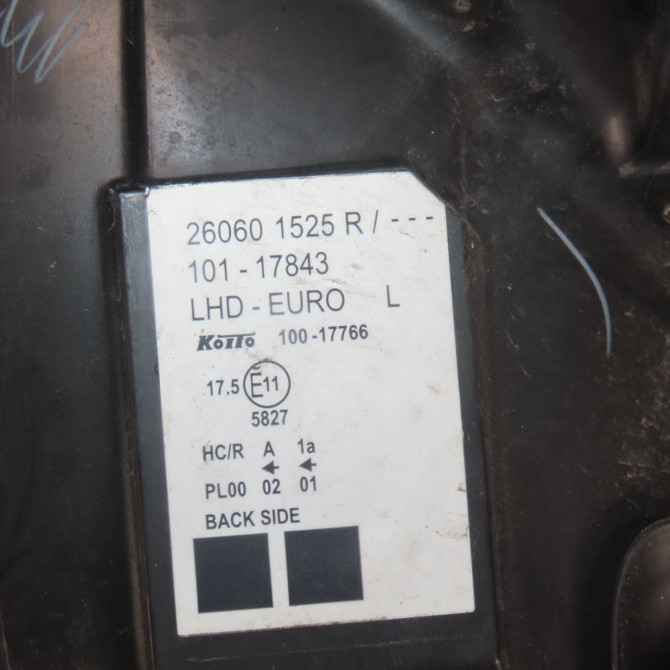 26060 1525 R / - - -
101 - 17843
LHD - EURO L
KOITO 100-17766
17.5 E11
5827
HC/R A 1a
← ←
PL00 02 01
BACK SIDE